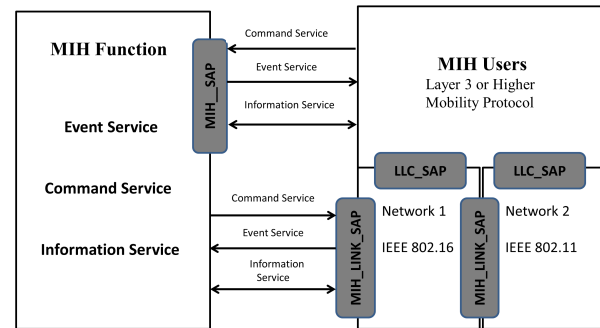 MIH Function
Event Service
Command Service
Information Service
MIH__SAP
Command Service
Event Service
Information Service
MIH Users
Layer 3 or Higher
Mobility Protocol
LLC_SAP
LLC_SAP
Command Service
Event Service
Information
Service
MIH_LINK_SAP
Network 1
IEEE 802.16
MIH_LINK_SAP
Network 2
IEEE 802.11